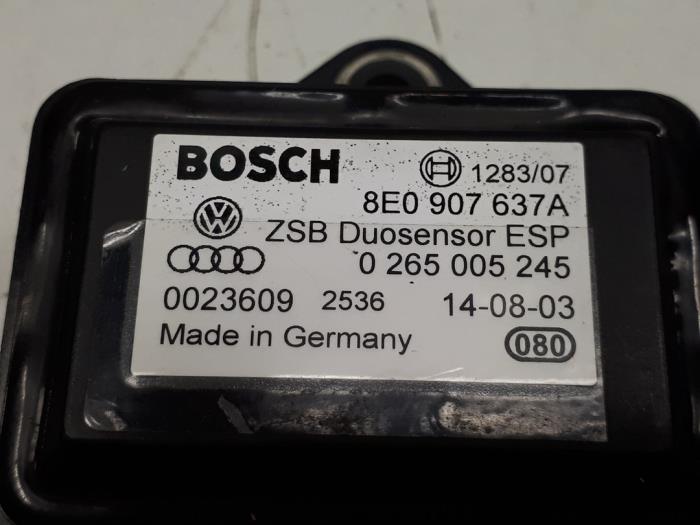 BOSCH 1283/07
8E0 907 637A
ZSB Duosensor ESP
0 265 005 245
0023609 2536 14-08-03
Made in Germany 080